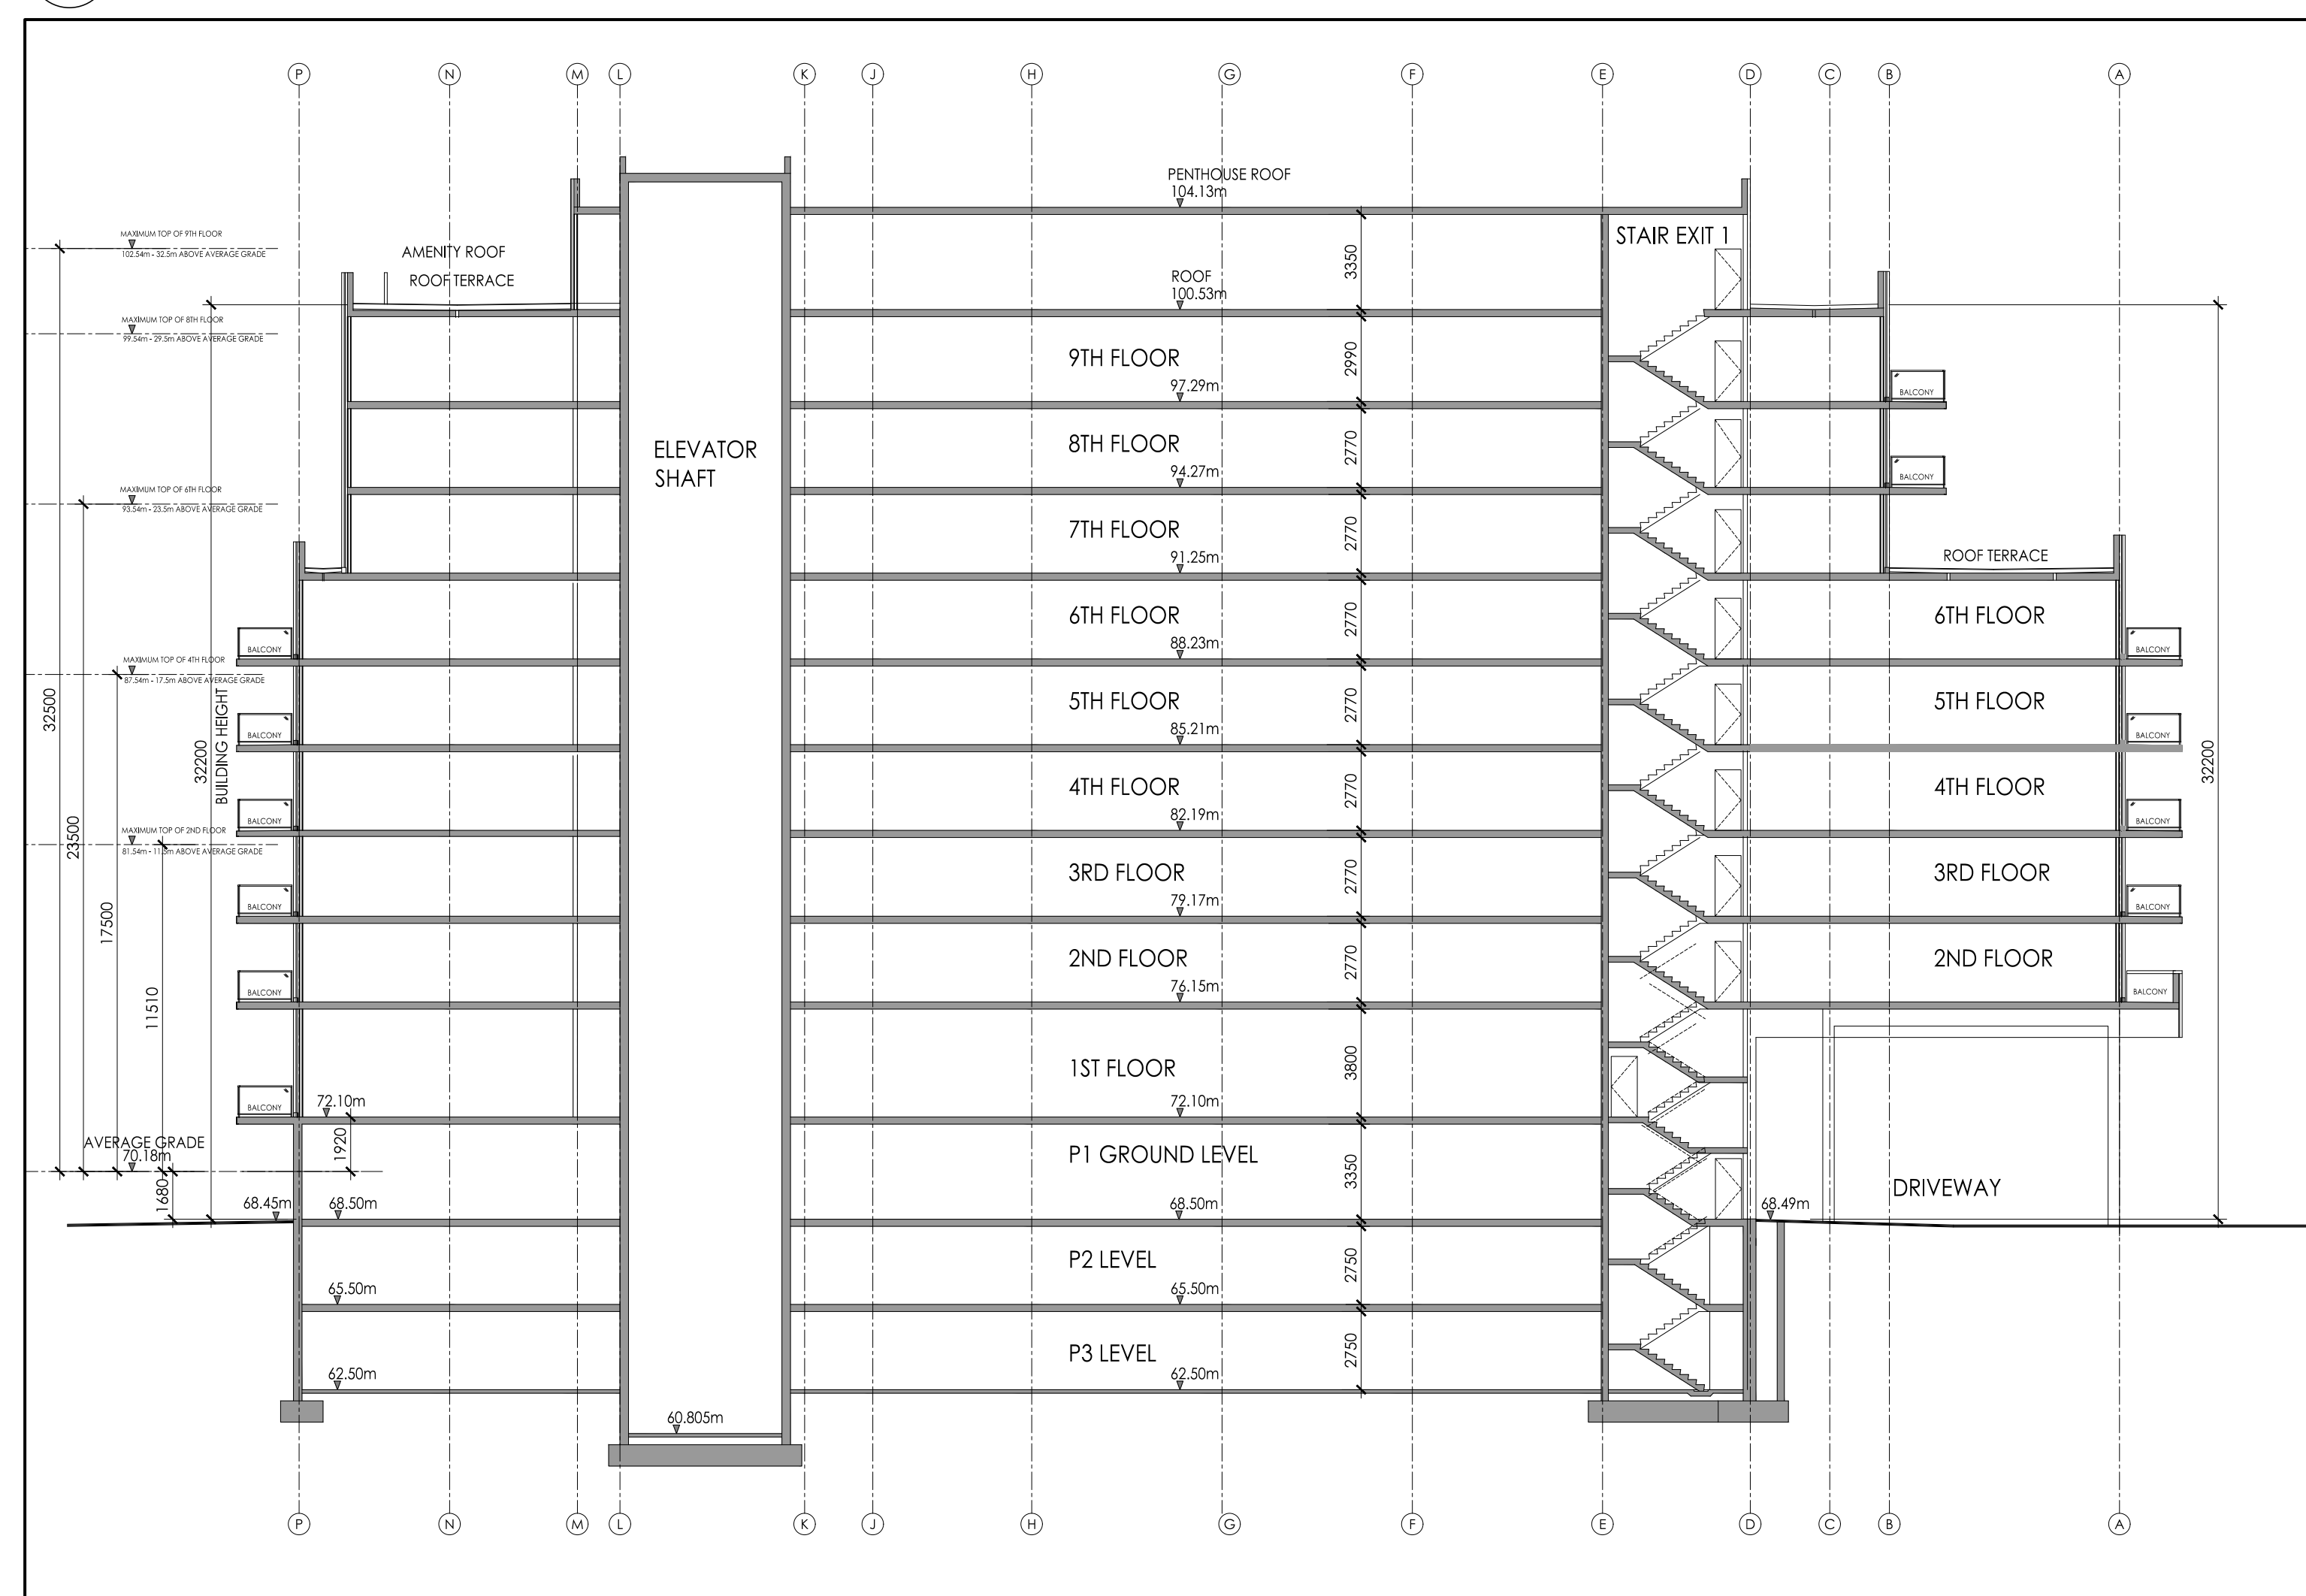 P N M L K J H G F E D C B A
PENTHOUSE ROOF
104.13m
STAIR EXIT 1
MAXIMUM TOP OF 9TH FLOOR
102.54m - 32.5m ABOVE AVERAGE GRADE
AMENITY ROOF
ROOF TERRACE
3350
ROOF
100.53m
MAXIMUM TOP OF 8TH FLOOR
99.54m - 29.5m ABOVE AVERAGE GRADE
9TH FLOOR
2990
97.29m
BALCONY
ELEVATOR
SHAFT
8TH FLOOR
2770
94.27m
BALCONY
MAXIMUM TOP OF 6TH FLOOR
93.54m - 23.5m ABOVE AVERAGE GRADE
7TH FLOOR
2770
91.25m
ROOF TERRACE
6TH FLOOR
2770
6TH FLOOR
88.23m
BALCONY
BALCONY
MAXIMUM TOP OF 4TH FLOOR
87.54m - 17.5m ABOVE AVERAGE GRADE
5TH FLOOR
2770
5TH FLOOR
85.21m
BALCONY
BALCONY
32500
32200
BUILDING HEIGHT
32200
4TH FLOOR
2770
4TH FLOOR
82.19m
BALCONY
BALCONY
MAXIMUM TOP OF 2ND FLOOR
81.54m - 11.5m ABOVE AVERAGE GRADE
23500
3RD FLOOR
2770
3RD FLOOR
79.17m
BALCONY
BALCONY
17500
2ND FLOOR
2770
2ND FLOOR
76.15m
BALCONY
BALCONY
11510
1ST FLOOR
3800
72.10m
72.10m
BALCONY
AVERAGE GRADE
70.18m
1920
P1 GROUND LEVEL
3350
1680
68.45m
68.50m
68.50m
68.49m
DRIVEWAY
P2 LEVEL
2750
65.50m
65.50m
P3 LEVEL
2750
62.50m
62.50m
60.805m
P N M L K J H G F E D C B A